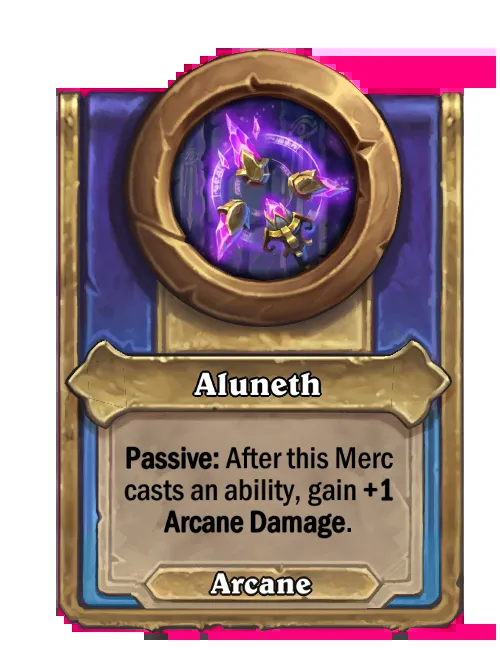 Aluneth
Passive: After this Merc
casts an ability, gain +1
Arcane Damage.
Arcane